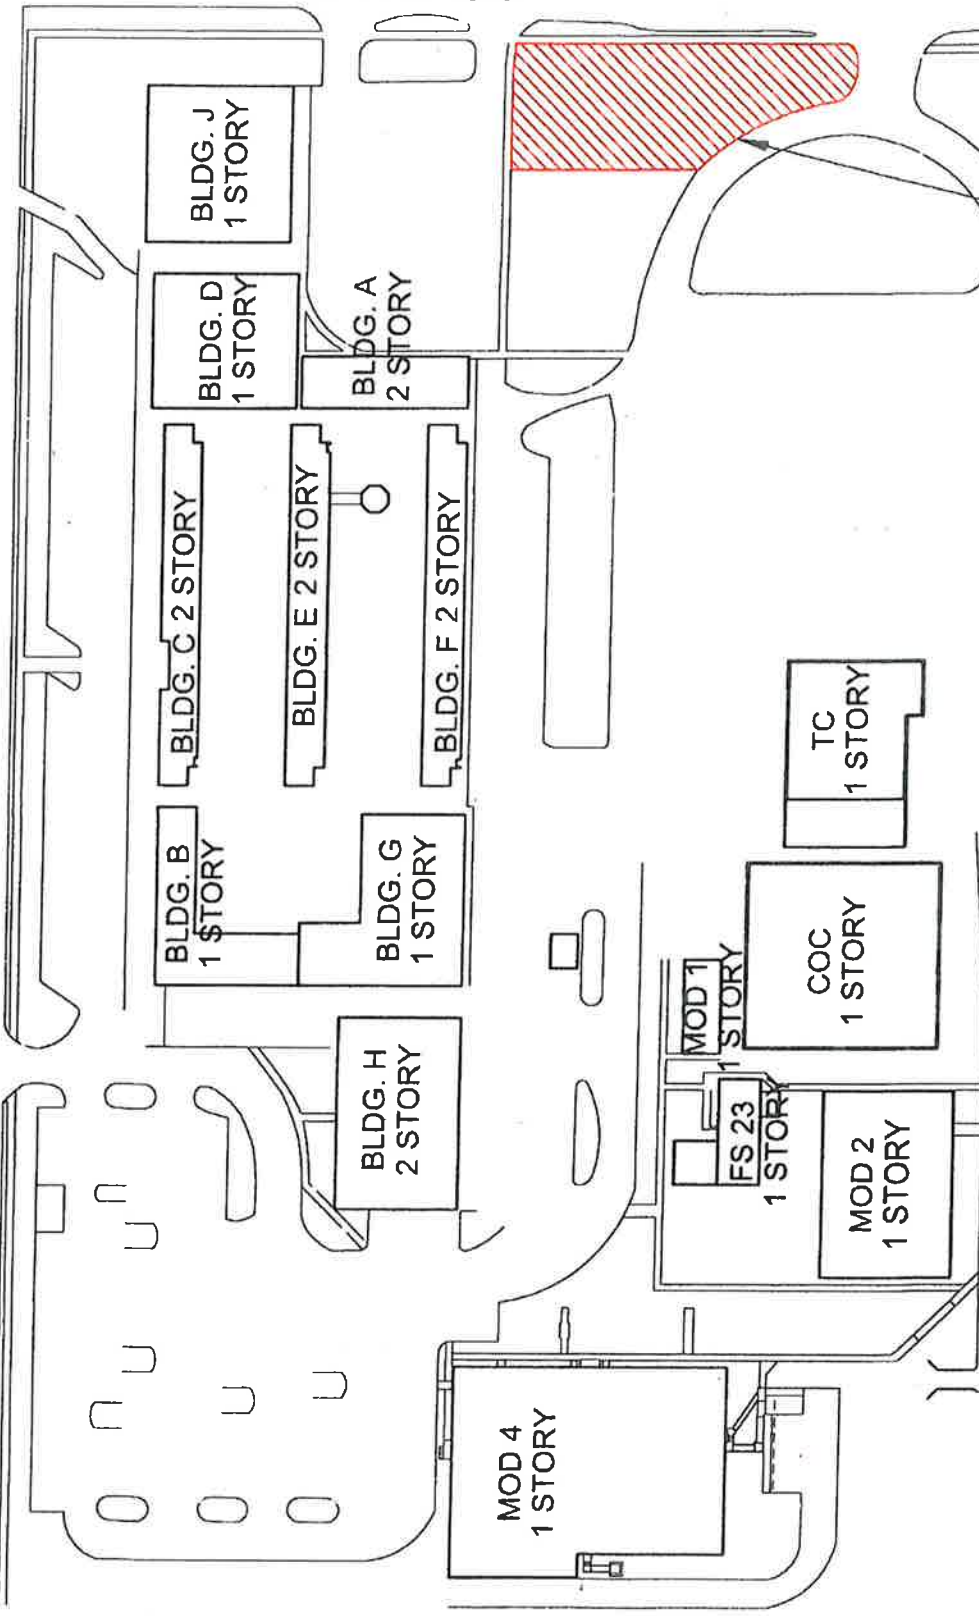 BLDG. J
1 STORY
BLDG. D
1 STORY
BLDG. A
2 STORY
BLDG. C 2 STORY
BLDG. E 2 STORY
BLDG. F 2 STORY
BLDG. B
1 STORY
BLDG. G
1 STORY
BLDG. H
2 STORY
TC
1 STORY
COC
1 STORY
MOD 1
1 STORY
FS 23
1 STORY
MOD 2
1 STORY
MOD 4
1 STORY